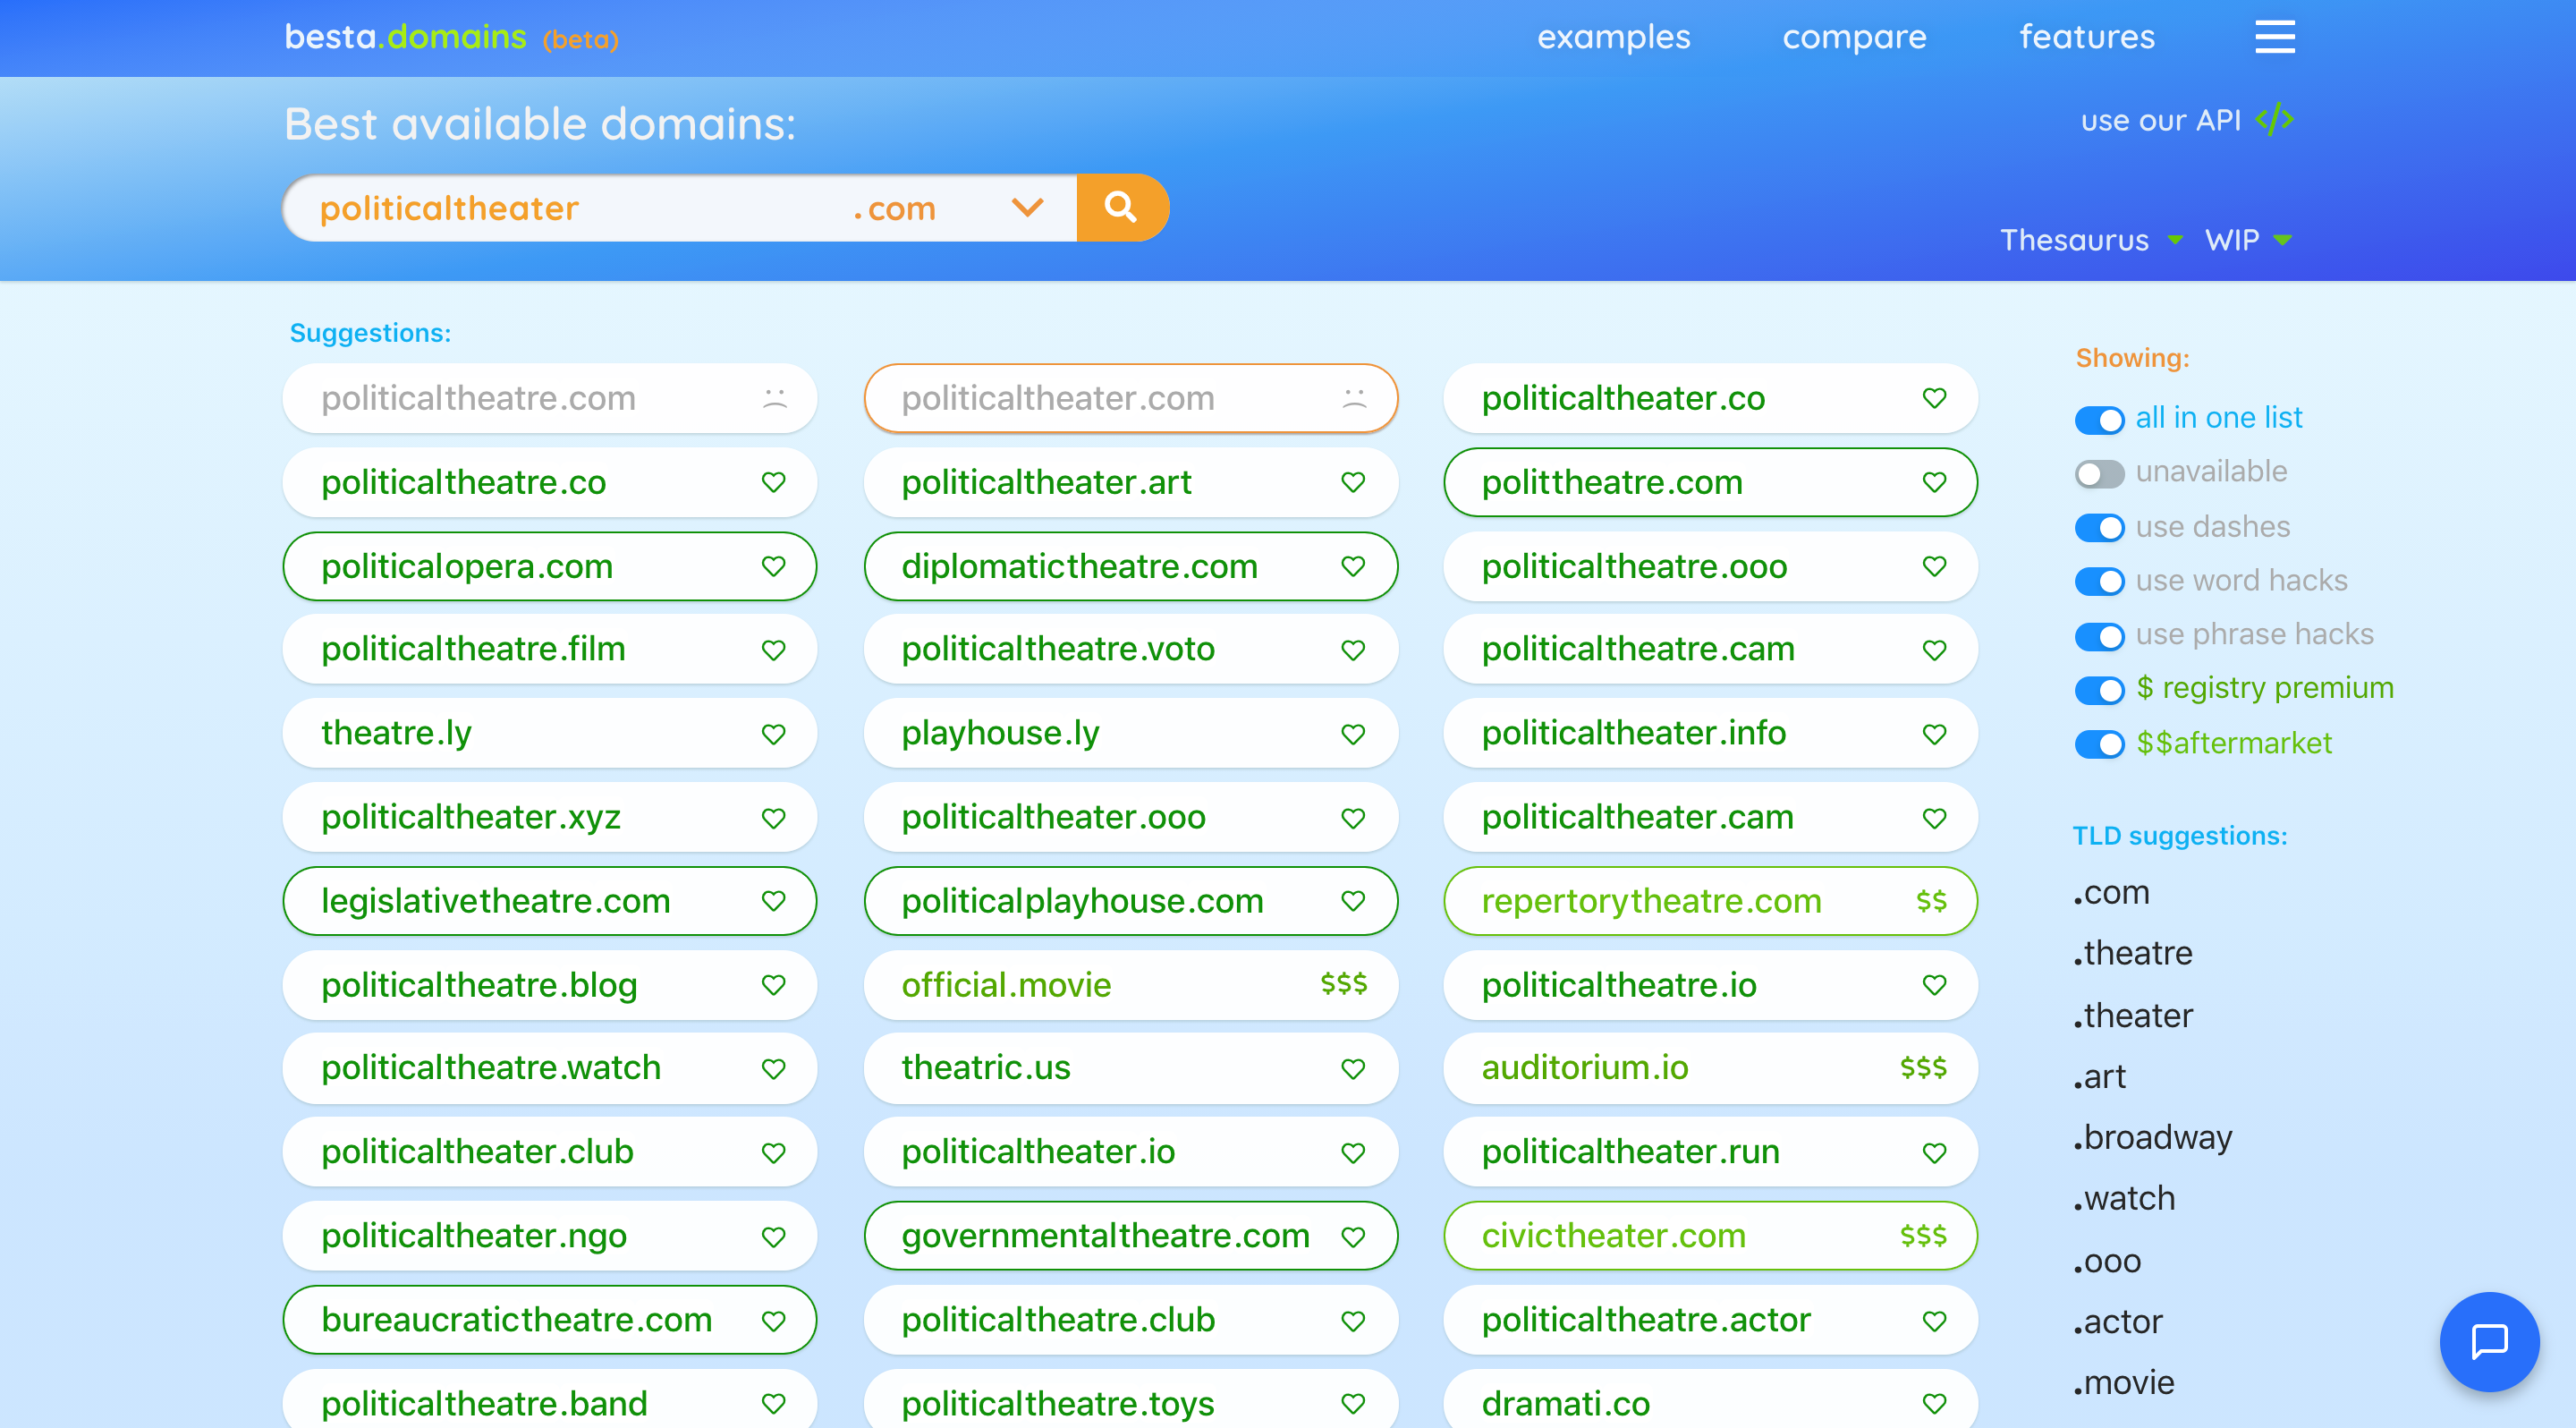 besta.domains (beta)
examples compare features
Best available domains:
use our API </>
politicaltheater .com
Thesaurus WIP
Suggestions:
politicaltheatre.com politicaltheater.com politicaltheater.co
politicaltheatre.co politicaltheater.art polittheatre.com
politicalopera.com diplomatictheatre.com politicaltheatre.ooo
politicaltheatre.film politicaltheatre.voto politicaltheatre.cam
theatre.ly playhouse.ly politicaltheater.info
politicaltheater.xyz politicaltheater.ooo politicaltheater.cam
legislativetheatre.com politicalplayhouse.com repertorytheatre.com $$
politicaltheatre.blog official.movie $$$ politicaltheatre.io
politicaltheatre.watch theatric.us auditorium.io $$$
politicaltheater.club politicaltheater.io politicaltheater.run
politicaltheater.ngo governmentaltheatre.com civictheater.com $$$
bureaucratictheatre.com politicaltheatre.club politicaltheatre.actor
politicaltheatre.band politicaltheatre.toys dramati.co
Showing:
all in one list
unavailable
use dashes
use word hacks
use phrase hacks
$ registry premium
$$aftermarket
TLD suggestions:
.com
.theatre
.theater
.art
.broadway
.watch
.ooo
.actor
.movie